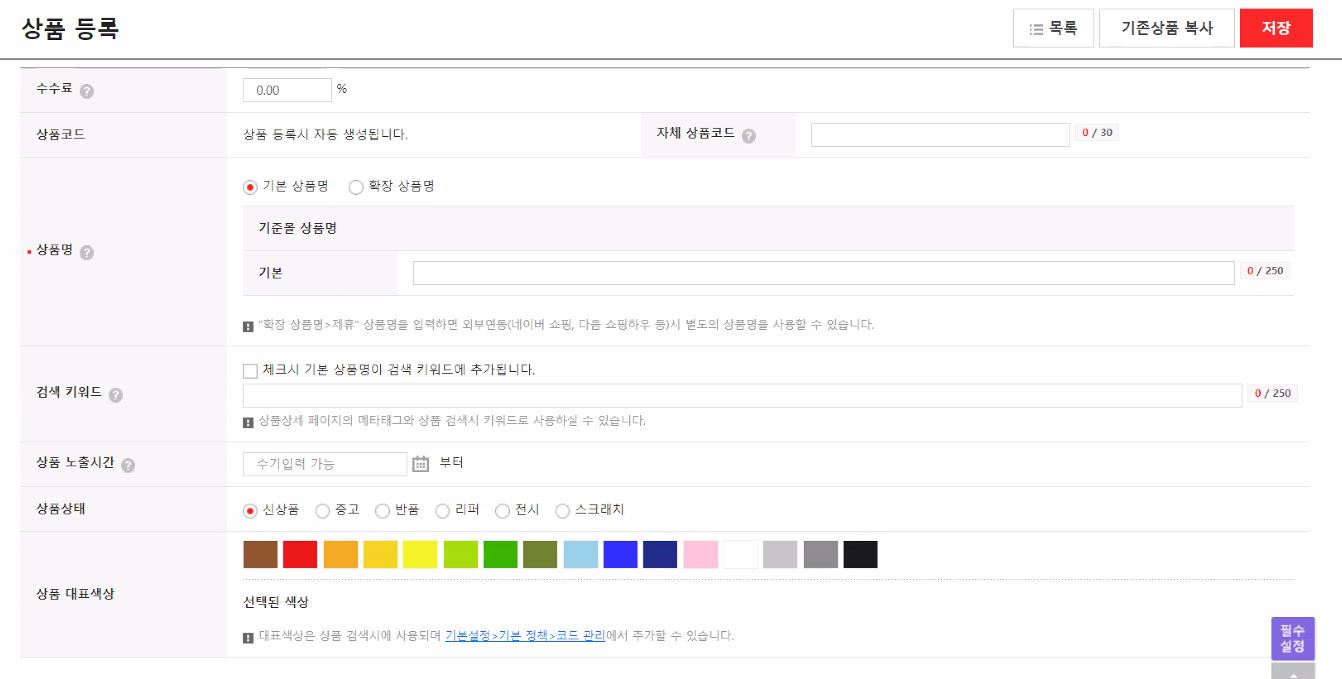 상품 등록
목록 기존상품 복사 저장
수수료 ? 0.00 %
상품코드 상품 등록시 자동 생성됩니다. 자체 상품코드 ? 0 / 30
기본 상품명 확장 상품명
기준몰 상품명
상품명 ?
기본 0 / 250
"확장 상품명>제휴" 상품명을 입력하면 외부연동(네이버 쇼핑, 다음 쇼핑하우 등)시 별도의 상품명을 사용할 수 있습니다.
체크시 기본 상품명이 검색 키워드에 추가됩니다.
검색 키워드 ? 0 / 250
상품상세 페이지의 메타태그와 상품 검색시 키워드로 사용하실 수 있습니다.
상품 노출시간 ? 수기입력 가능 부터
상품상태 신상품 중고 반품 리퍼 전시 스크래치
상품 대표색상
선택된 색상
대표색상은 상품 검색시에 사용되며 기본설정>기본 정책>코드 관리에서 추가할 수 있습니다.
필수
설정